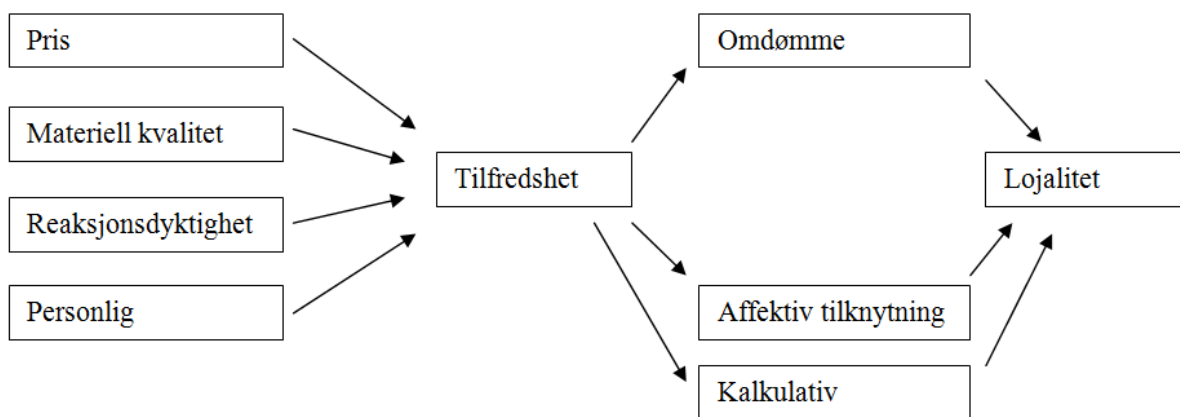 Pris
Materiell kvalitet
Reaksjonsdyktighet
Personlig
Tilfredshet
Omdømme
Affektiv tilknytning
Kalkulativ
Lojalitet